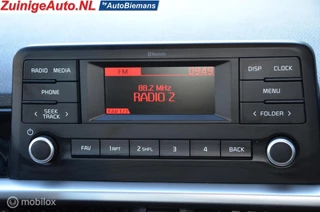 ZuinigeAuto.NL by AutoBiemans
Bluetooth
RADIO MEDIA
FM
DISP CLOCK
88.2 MHz
PHONE
RADIO 2
MENU
SEEK TRACK
FOLDER
FAV 1 RPT 2 SHFL 3 4 BACK
Mobilio